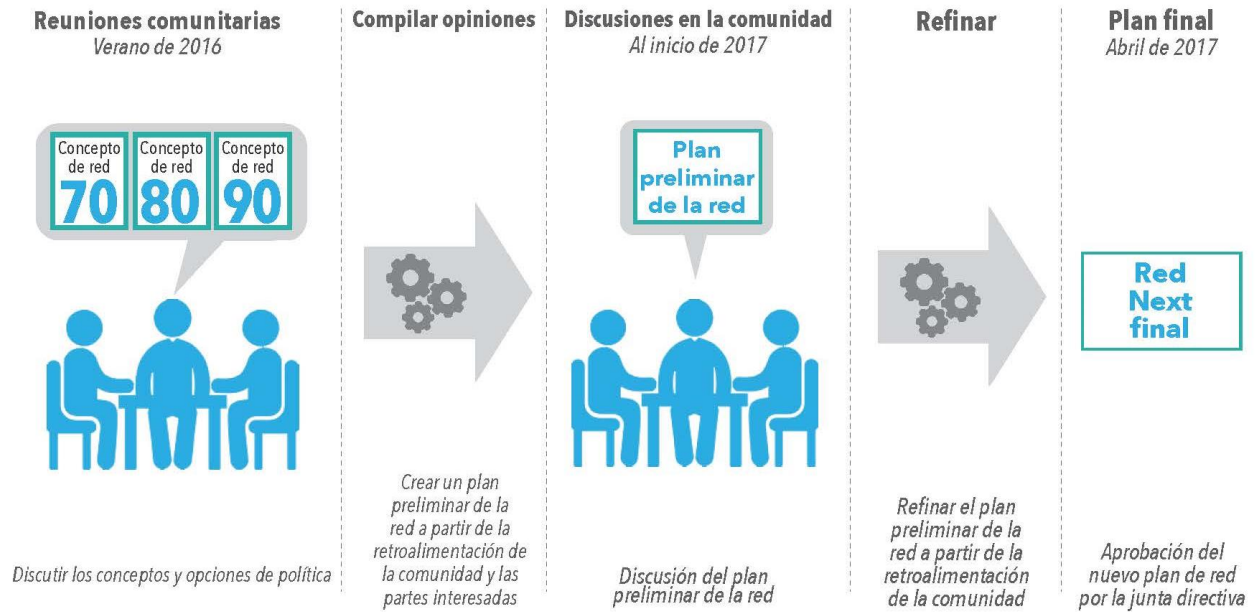 Reuniones comunitarias
Verano de 2016
Concepto
de red
70
Concepto
de red
80
Concepto
de red
90
Discutir los conceptos y opciones de política
Compilar opiniones
Crear un plan
preliminar de la
red a partir de la
retroalimentación de
la comunidad y las
partes interesadas
Discusiones en la comunidad
Al inicio de 2017
Plan
preliminar
de la red
Discusión del plan
preliminar de la red
Refinar
Refinar el plan
preliminar de la
red a partir de la
retroalimentación
de la comunidad
Plan final
Abril de 2017
Red
Next
final
Aprobación del
nuevo plan de red
por la junta directiva